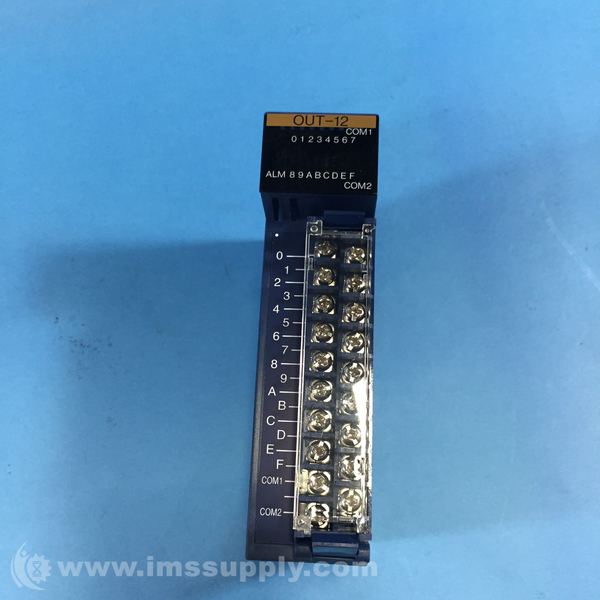 OUT-12
COM1
01234567
ALM 89ABCDEF
COM2
0
1
2
3
4
5
6
7
8
9
A
B
C
D
E
F
COM1
COM2
www.imssupply.com